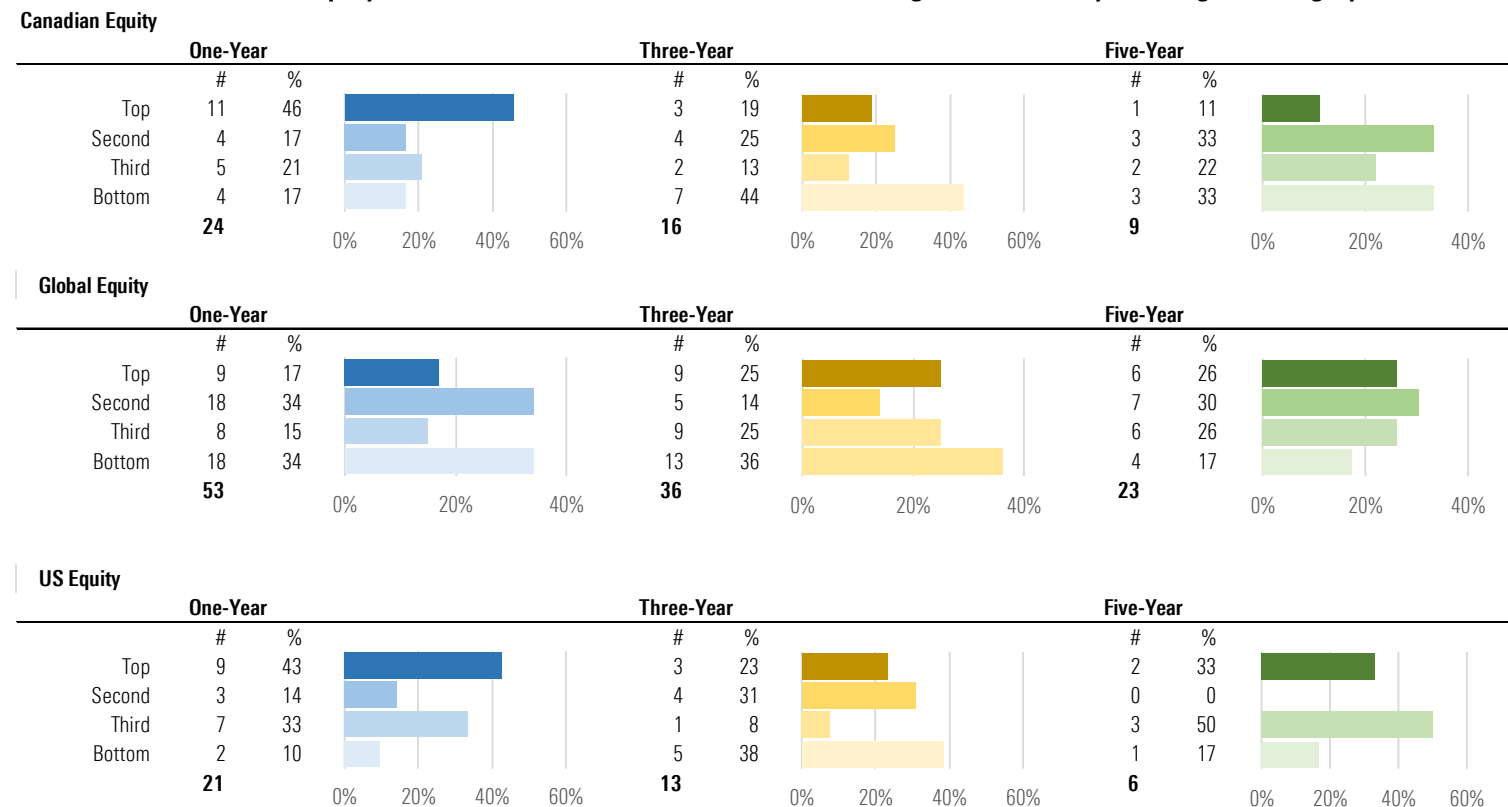 Canadian Equity
One-Year Three-Year Five-Year
# % # % # %
Top 11 46 3 19 1 11
Second 4 17 4 25 3 33
Third 5 21 2 13 2 22
Bottom 4 17 7 44 3 33
24 16 9
0% 20% 40% 60% 0% 20% 40% 60% 0% 20% 40%
Global Equity
One-Year Three-Year Five-Year
# % # % # %
Top 9 17 9 25 6 26
Second 18 34 5 14 7 30
Third 8 15 9 25 6 26
Bottom 18 34 13 36 4 17
53 36 23
0% 20% 40% 0% 20% 40% 0% 20% 40%
US Equity
One-Year Three-Year Five-Year
# % # % # %
Top 9 43 3 23 2 33
Second 3 14 4 31 0 0
Third 7 33 1 8 3 50
Bottom 2 10 5 38 1 17
21 13 6
0% 20% 40% 60% 0% 20% 40% 60% 0% 20% 40% 60%